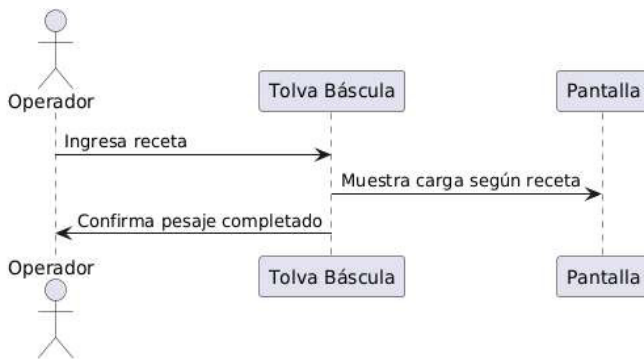 Operador
Tolva Báscula
Pantalla
Ingresa receta
Muestra carga según receta
Confirma pesaje completado
Operador
Tolva Báscula
Pantalla